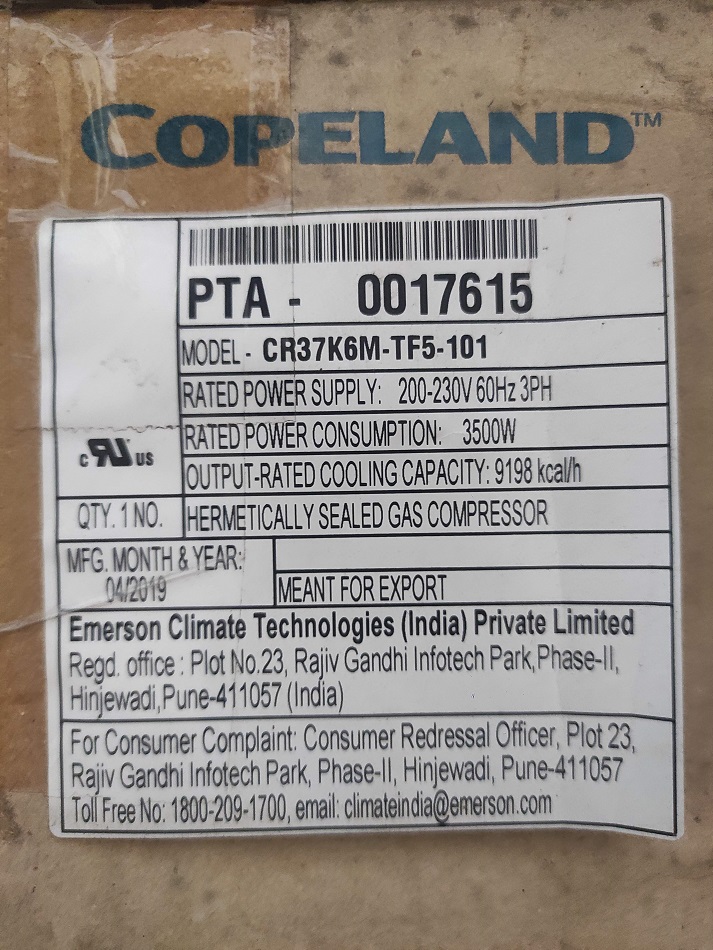 COPELAND™
PTA - 0017615
MODEL - CR37K6M-TF5-101
RATED POWER SUPPLY: 200-230V 60Hz 3PH
RATED POWER CONSUMPTION: 3500W
c RU US
OUTPUT-RATED COOLING CAPACITY: 9198 kcal/h
QTY. 1 NO.
HERMETICALLY SEALED GAS COMPRESSOR
MFG. MONTH & YEAR:
04/2019
MEANT FOR EXPORT
Emerson Climate Technologies (India) Private Limited
Regd. office : Plot No.23, Rajiv Gandhi Infotech Park,Phase-II,
Hinjewadi,Pune-411057 (India)
For Consumer Complaint: Consumer Redressal Officer, Plot 23,
Rajiv Gandhi Infotech Park, Phase-II, Hinjewadi, Pune-411057
Toll Free No: 1800-209-1700, email: climateindia@emerson.com